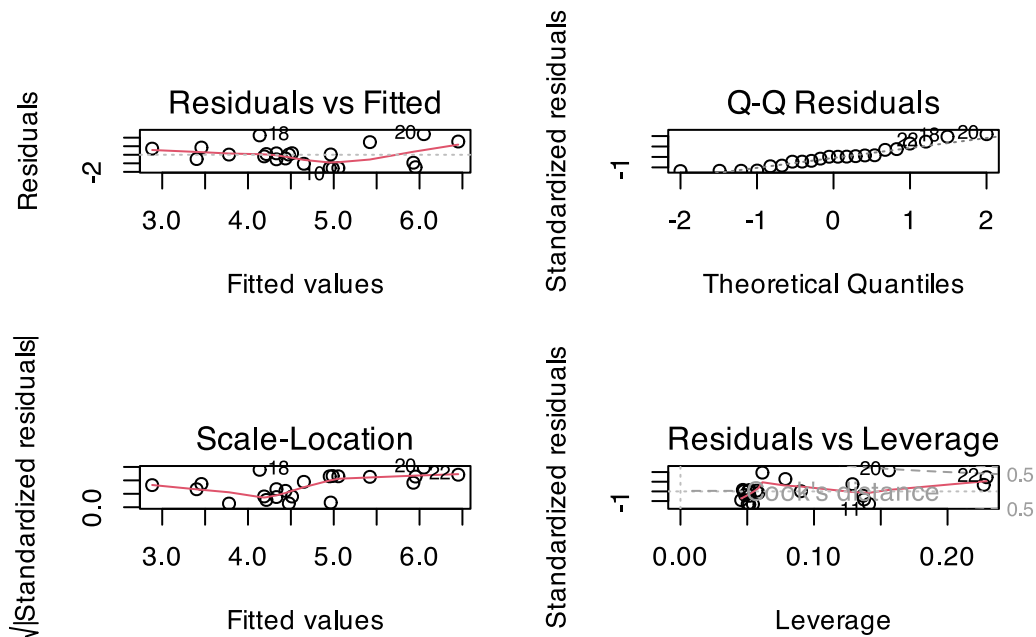 Residuals vs Fitted
Residuals
-2
18
20
10
3.0 4.0 5.0 6.0
Fitted values
Q-Q Residuals
Standardized residuals
-1
22
18
20
-2 -1 0 1 2
Theoretical Quantiles
Scale-Location
√|Standardized residuals|
0.0
18
20
22
3.0 4.0 5.0 6.0
Fitted values
Residuals vs Leverage
Standardized residuals
-1
20
22
11
Cook's distance
0.5
0.5
0.00 0.10 0.20
Leverage